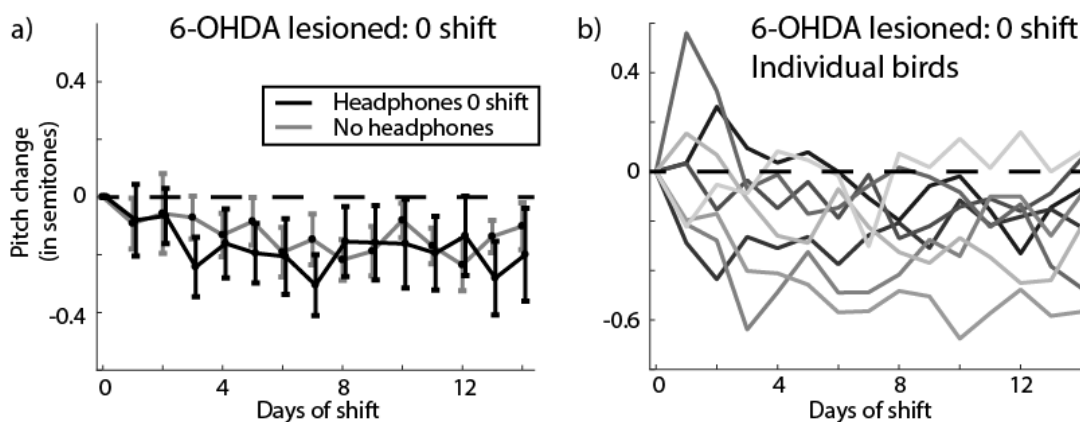 a)
6-OHDA lesioned: 0 shift
Headphones 0 shift
No headphones
Pitch change
(in semitones)
0.4
0
-0.4
0 4 8 12
Days of shift
b)
6-OHDA lesioned: 0 shift
Individual birds
0.4
0
-0.6
0 4 8 12
Days of shift